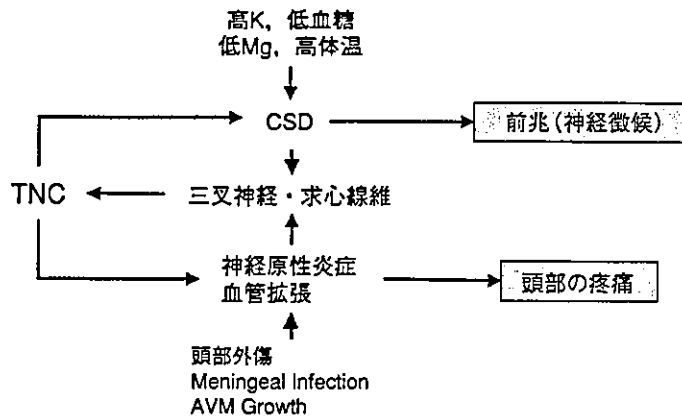 高K，低血糖
低Mg，高体温
CSD
前兆（神経徴候）
TNC
三叉神経・求心線維
神経原性炎症
血管拡張
頭部の疼痛
頭部外傷
Meningeal Infection
AVM Growth